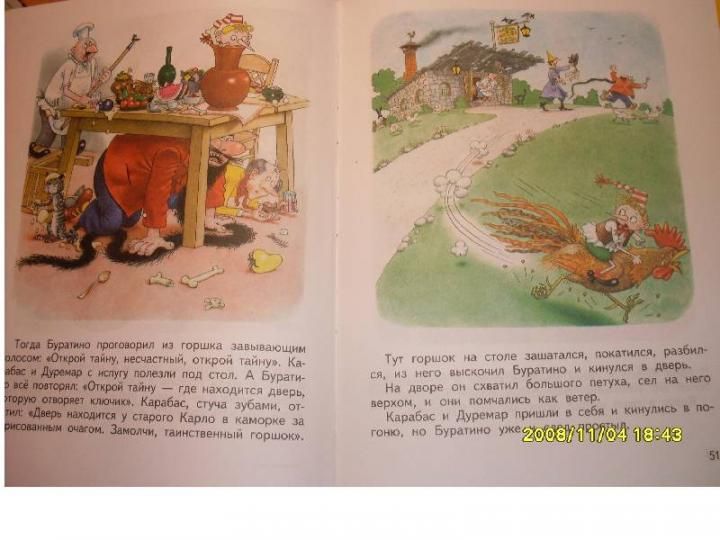 Тогда Буратино проговорил из горшка завывающим
голосом: «Открой тайну, несчастный, открой тайну». Ка-
рабас и Дуремар с испугу полезли под стол. А Бурати-
но всё повторял: «Открой тайну — где находится дверь,
которую отворяет ключик». Карабас, стуча зубами, от-
тил: «Дверь находится у старого Карло в каморке за
нарисованным очагом. Замолчи, таинственный горшок».
Тут горшок на столе зашатался, покатился, разбил-
ся, из него выскочил Буратино и кинулся в дверь.
На дворе он схватил большого петуха, сел на него
верхом, и они помчались как ветер.
Карабас и Дуремар пришли в себя и кинулись в по-
гоню, но Буратино уже и след простыл.
2008/11/04 18:43
51